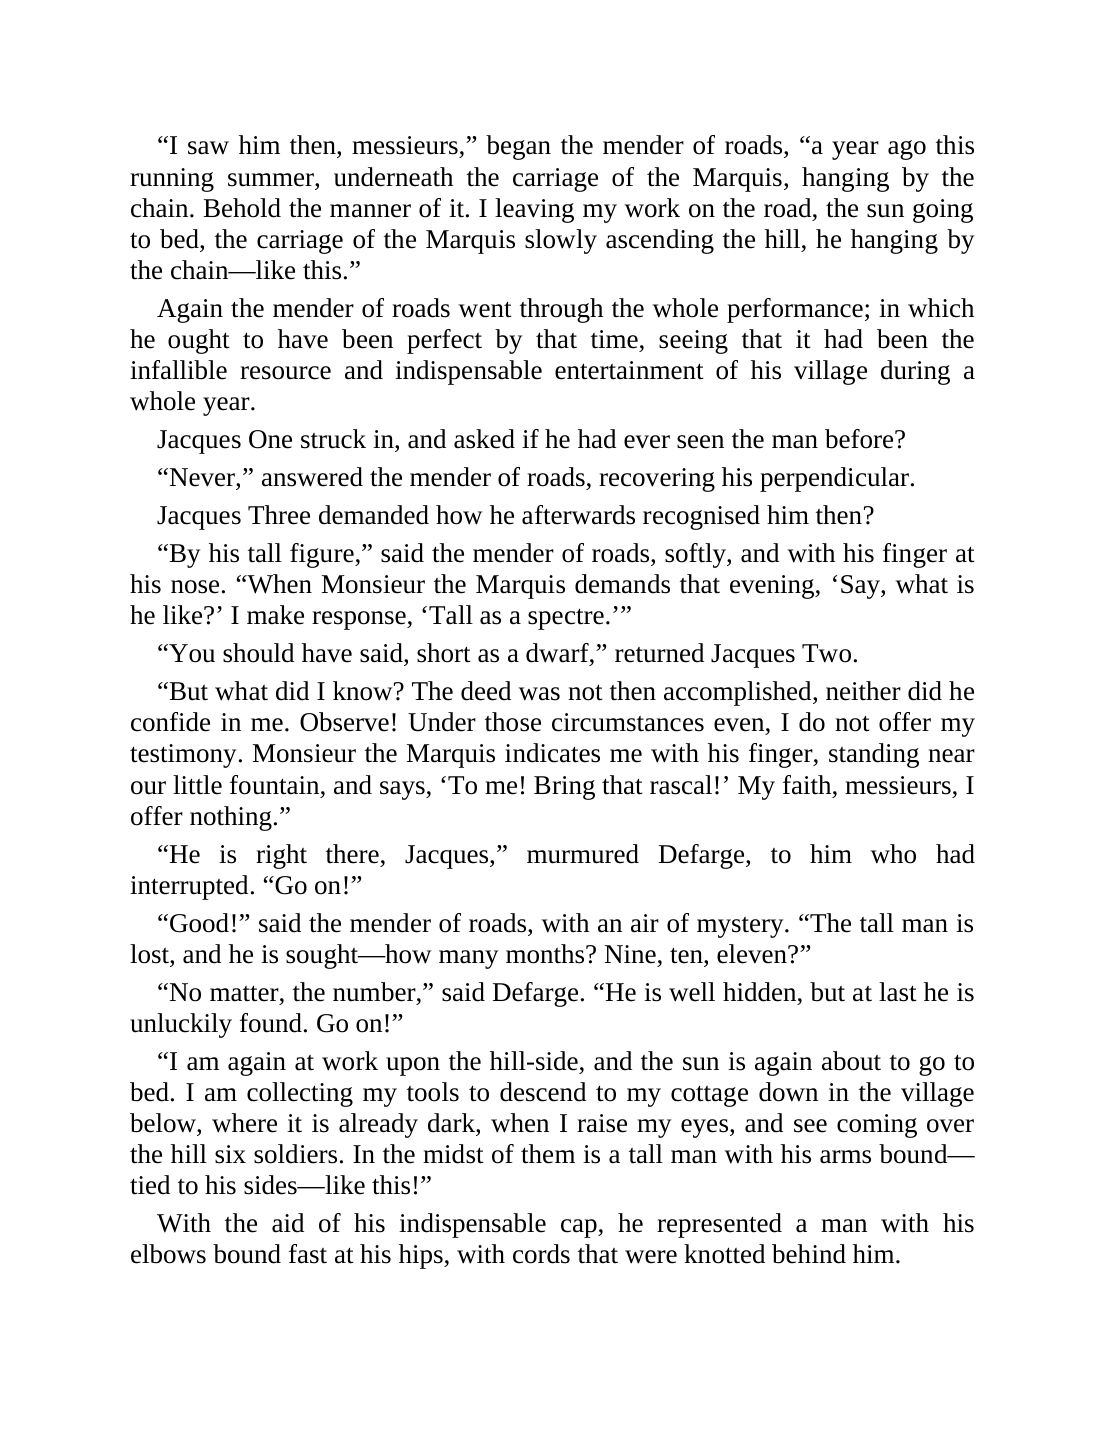 “I saw him then, messieurs,” began the mender of roads, “a year ago this
running summer, underneath the carriage of the Marquis, hanging by the
chain. Behold the manner of it. I leaving my work on the road, the sun going
to bed, the carriage of the Marquis slowly ascending the hill, he hanging by
the chain—like this.”
Again the mender of roads went through the whole performance; in which
he ought to have been perfect by that time, seeing that it had been the
infallible resource and indispensable entertainment of his village during a
whole year.
Jacques One struck in, and asked if he had ever seen the man before?
“Never,” answered the mender of roads, recovering his perpendicular.
Jacques Three demanded how he afterwards recognised him then?
“By his tall figure,” said the mender of roads, softly, and with his finger at
his nose. “When Monsieur the Marquis demands that evening, ‘Say, what is
he like?’ I make response, ‘Tall as a spectre.’”
“You should have said, short as a dwarf,” returned Jacques Two.
“But what did I know? The deed was not then accomplished, neither did he
confide in me. Observe! Under those circumstances even, I do not offer my
testimony. Monsieur the Marquis indicates me with his finger, standing near
our little fountain, and says, ‘To me! Bring that rascal!’ My faith, messieurs, I
offer nothing.”
“He is right there, Jacques,” murmured Defarge, to him who had
interrupted. “Go on!”
“Good!” said the mender of roads, with an air of mystery. “The tall man is
lost, and he is sought—how many months? Nine, ten, eleven?”
“No matter, the number,” said Defarge. “He is well hidden, but at last he is
unluckily found. Go on!”
“I am again at work upon the hill-side, and the sun is again about to go to
bed. I am collecting my tools to descend to my cottage down in the village
below, where it is already dark, when I raise my eyes, and see coming over
the hill six soldiers. In the midst of them is a tall man with his arms bound—
tied to his sides—like this!”
With the aid of his indispensable cap, he represented a man with his
elbows bound fast at his hips, with cords that were knotted behind him.